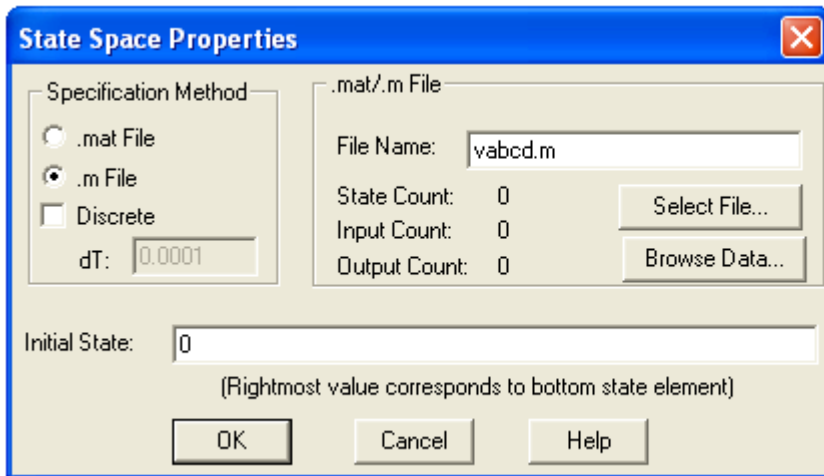 State Space Properties
Specification Method
.mat File
.m File
Discrete
dT: 0.0001
.mat/.m File
File Name: vabcd.m
State Count: 0
Input Count: 0
Output Count: 0
Select File...
Browse Data...
Initial State: 0
(Rightmost value corresponds to bottom state element)
OK Cancel Help